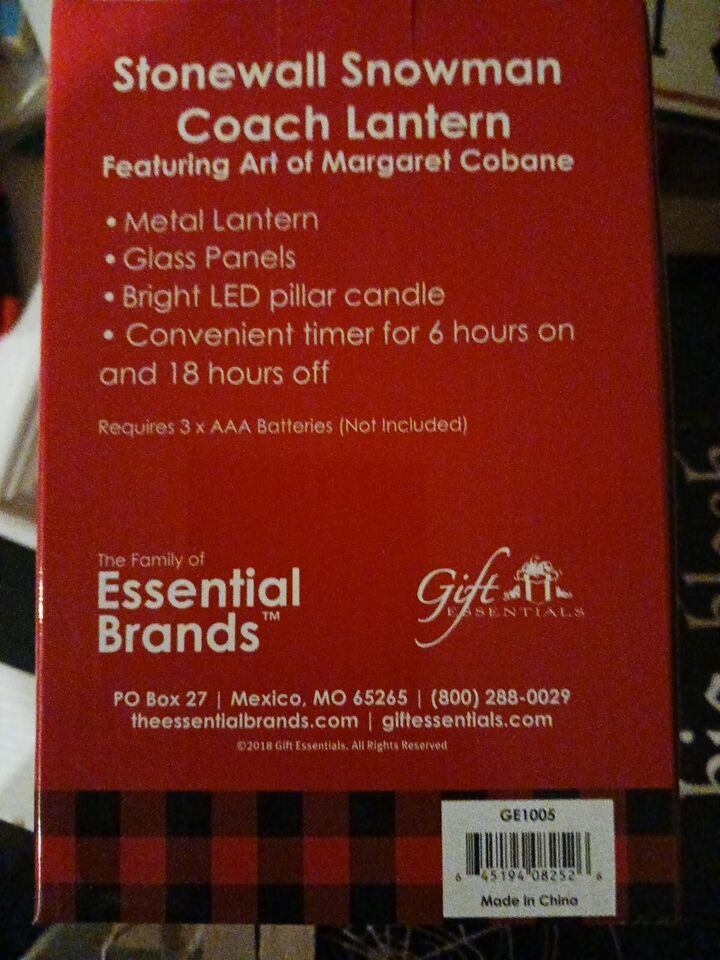 Stonewall Snowman
Coach Lantern
Featuring Art of Margaret Cobane
• Metal Lantern
• Glass Panels
• Bright LED pillar candle
• Convenient timer for 6 hours on
and 18 hours off
Requires 3 x AAA Batteries (Not Included)
The Family of
Essential
Brands™
Gift
ESSENTIALS
PO Box 27 | Mexico, MO 65265 | (800) 288-0029
theessentialbrands.com | giftessentials.com
©2018 Gift Essentials. All Rights Reserved
GE1005
6 45194 08252 6
Made in China